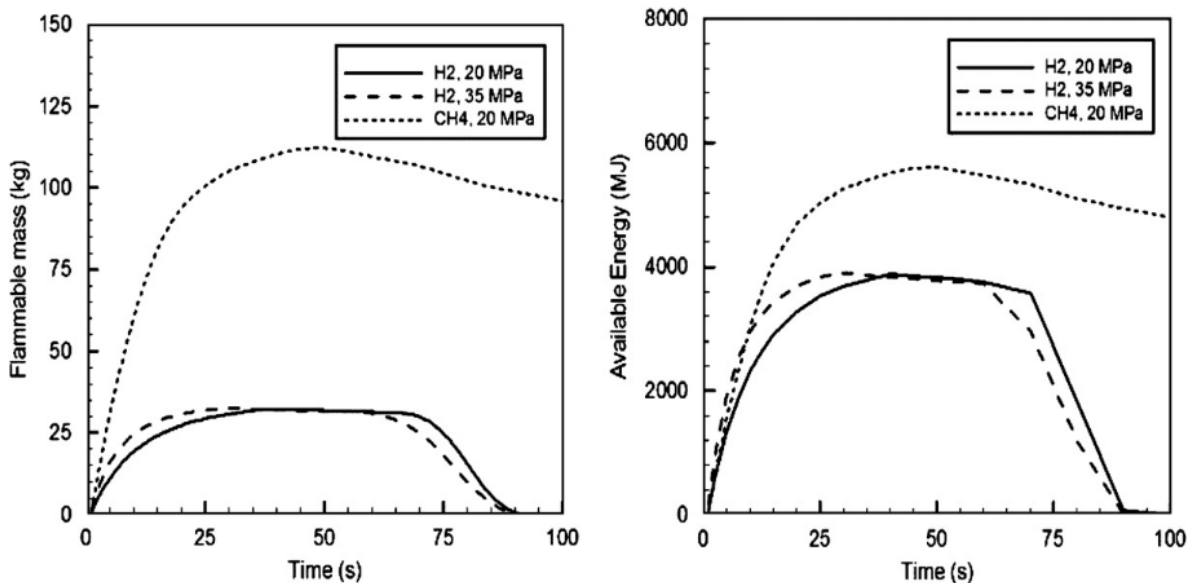 150
125
100
75
50
25
0
Flammable mass (kg)
H2, 20 MPa
H2, 35 MPa
CH4, 20 MPa
0 25 50 75 100
Time (s)
8000
6000
4000
2000
0
Available Energy (MJ)
H2, 20 MPa
H2, 35 MPa
CH4, 20 MPa
0 25 50 75 100
Time (s)